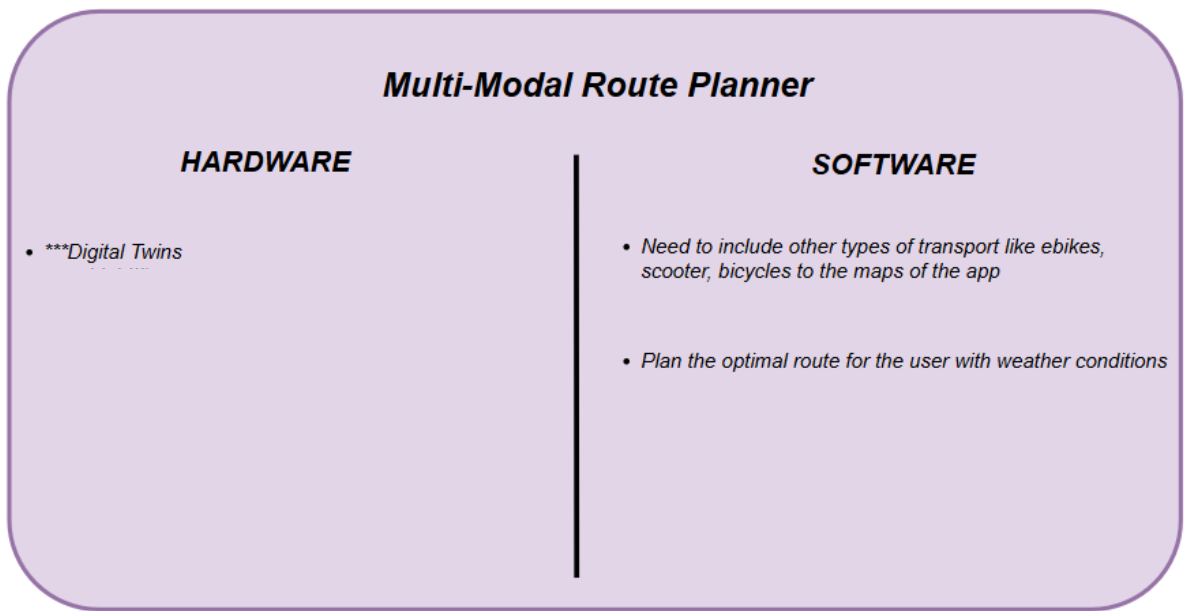 Multi-Modal Route Planner
HARDWARE
• ***Digital Twins
SOFTWARE
• Need to include other types of transport like ebikes,
scooter, bicycles to the maps of the app
• Plan the optimal route for the user with weather conditions